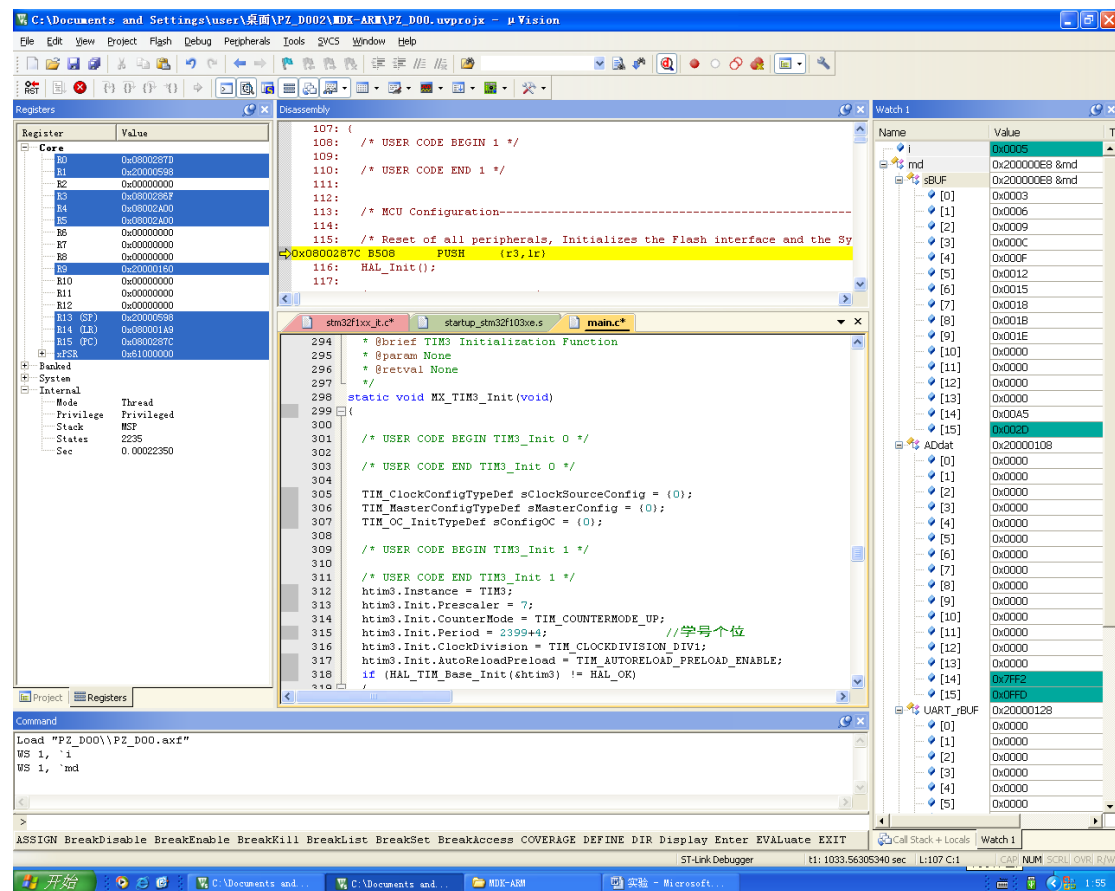 C:\Documents and Settings\user\桌面\PZ_D002\MDK-ARM\PZ_D00.uvprojx - µVision
File Edit View Project Flash Debug Peripherals Tools SVCS Window Help
RST
Registers
Register Value
Core
R0 0x0800287D
R1 0x20000598
R2 0x00000000
R3 0x0800286F
R4 0x08002A00
R5 0x08002A00
R6 0x00000000
R7 0x00000000
R8 0x00000000
R9 0x20000160
R10 0x00000000
R11 0x00000000
R12 0x00000000
R13 (SP) 0x20000598
R14 (LR) 0x080001A9
R15 (PC) 0x0800287C
xPSR 0x61000000
Banked
System
Internal
Mode Thread
Privilege Privileged
Stack MSP
States 2235
Sec 0.00022350
Project Registers
Disassembly
107: {
108: /* USER CODE BEGIN 1 */
109:
110: /* USER CODE END 1 */
111:
112:
113: /* MCU Configuration---------------------------------------------------
114:
115: /* Reset of all peripherals, Initializes the Flash interface and the Sy
0x0800287C B508 PUSH {r3,lr}
116: HAL_Init();
117:
stm32f1xx_it.c* startup_stm32f103xe.s main.c*
294 * @brief TIM3 Initialization Function
295 * @param None
296 * @retval None
297 */
298 static void MX_TIM3_Init(void)
299 {
300
301 /* USER CODE BEGIN TIM3_Init 0 */
302
303 /* USER CODE END TIM3_Init 0 */
304
305 TIM_ClockConfigTypeDef sClockSourceConfig = {0};
306 TIM_MasterConfigTypeDef sMasterConfig = {0};
307 TIM_OC_InitTypeDef sConfigOC = {0};
308
309 /* USER CODE BEGIN TIM3_Init 1 */
310
311 /* USER CODE END TIM3_Init 1 */
312 htim3.Instance = TIM3;
313 htim3.Init.Prescaler = 7;
314 htim3.Init.CounterMode = TIM_COUNTERMODE_UP;
315 htim3.Init.Period = 2399+4; //学号个位
316 htim3.Init.ClockDivision = TIM_CLOCKDIVISION_DIV1;
317 htim3.Init.AutoReloadPreload = TIM_AUTORELOAD_PRELOAD_ENABLE;
318 if (HAL_TIM_Base_Init(&htim3) != HAL_OK)
319 {
Watch 1
Name Value T
i 0x0005
md 0x200000E8 &md
sBUF 0x200000E8 &md
[0] 0x0003
[1] 0x0006
[2] 0x0009
[3] 0x000C
[4] 0x000F
[5] 0x0012
[6] 0x0015
[7] 0x0018
[8] 0x001B
[9] 0x001E
[10] 0x0000
[11] 0x0000
[12] 0x0000
[13] 0x0000
[14] 0x00A5
[15] 0x002D
ADdat 0x20000108
[0] 0x0000
[1] 0x0000
[2] 0x0000
[3] 0x0000
[4] 0x0000
[5] 0x0000
[6] 0x0000
[7] 0x0000
[8] 0x0000
[9] 0x0000
[10] 0x0000
[11] 0x0000
[12] 0x0000
[13] 0x0000
[14] 0x7FF2
[15] 0x0FFD
UART_rBUF 0x20000128
[0] 0x0000
[1] 0x0000
[2] 0x0000
[3] 0x0000
[4] 0x0000
[5] 0x0000
Call Stack + Locals Watch 1
Command
Load "PZ_D00\\PZ_D00.axf"
WS 1, `i
WS 1, `md
>
ASSIGN BreakDisable BreakEnable BreakKill BreakList BreakSet BreakAccess COVERAGE DEFINE DIR Display Enter EVALuate EXIT
ST-Link Debugger t1: 1033.56305340 sec L:107 C:1 CAP NUM SCRL OVR R/W
开始 C:\Documents and... C:\Documents and... MDK-ARM 实验 - Microsoft... 1:55